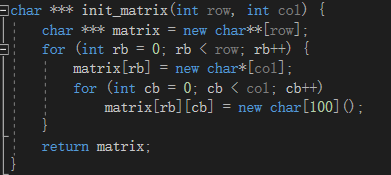 char *** init_matrix(int row, int col) {
    char *** matrix = new char**[row];
    for (int rb = 0; rb < row; rb++) {
        matrix[rb] = new char*[col];
        for (int cb = 0; cb < col; cb++)
            matrix[rb][cb] = new char[100]();
    }
    return matrix;
}